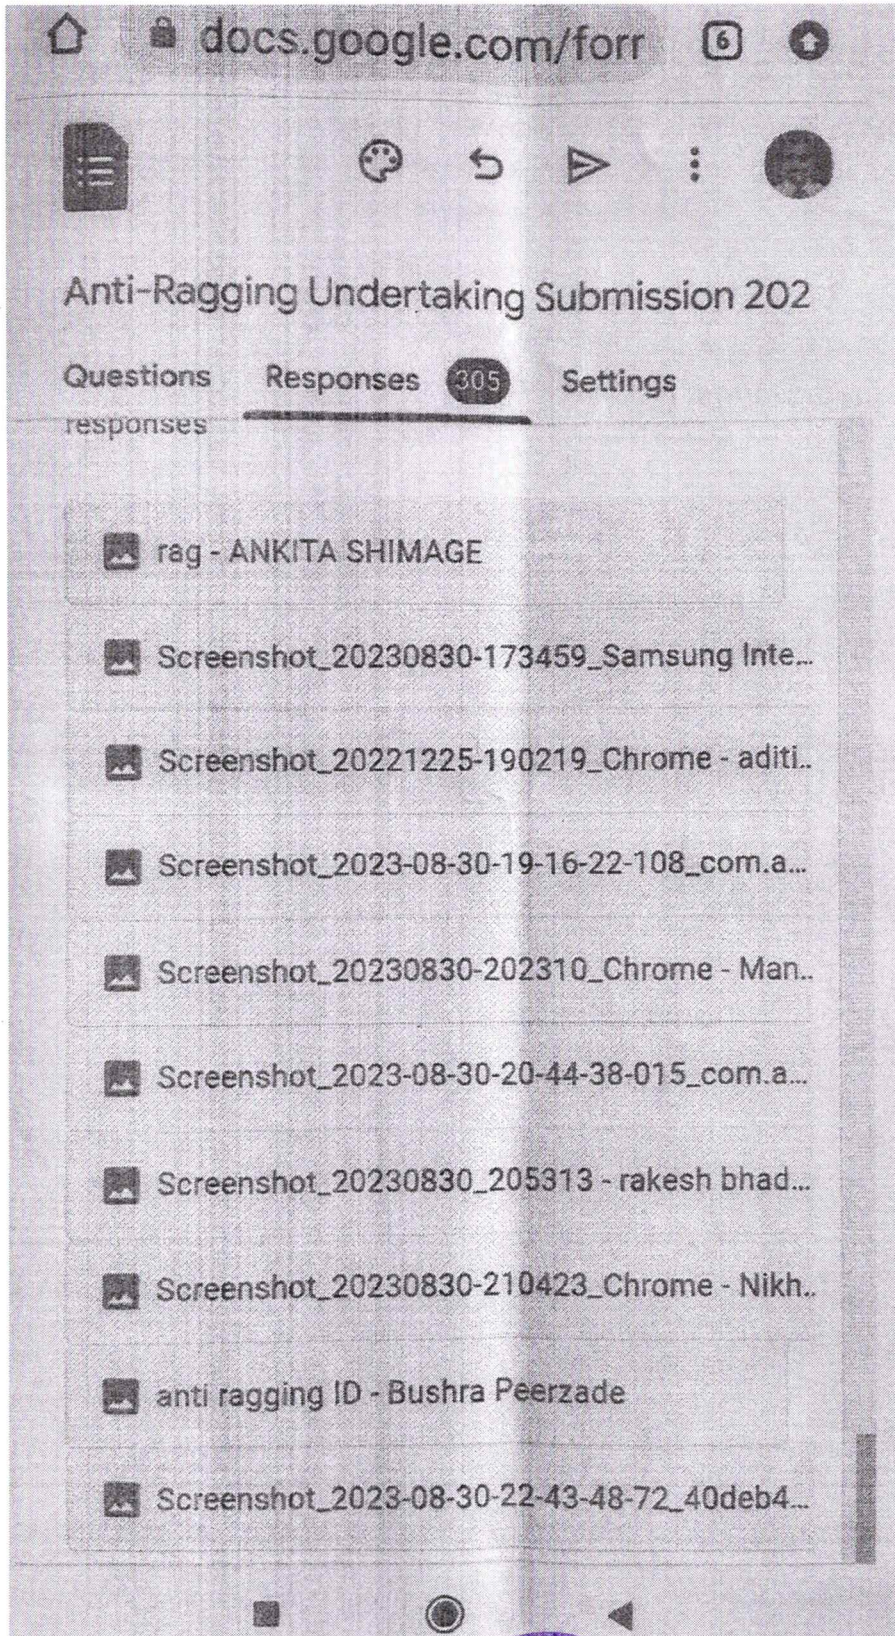 docs.google.com/forr 6
Anti-Ragging Undertaking Submission 202
Questions Responses 305 Settings
responses
rag - ANKITA SHIMAGE
Screenshot_20230830-173459_Samsung Inte...
Screenshot_20221225-190219_Chrome - aditi..
Screenshot_2023-08-30-19-16-22-108_com.a...
Screenshot_20230830-202310_Chrome - Man..
Screenshot_2023-08-30-20-44-38-015_com.a...
Screenshot_20230830_205313 - rakesh bhad...
Screenshot_20230830-210423_Chrome - Nikh..
anti ragging ID - Bushra Peerzade
Screenshot_2023-08-30-22-43-48-72_40deb4...